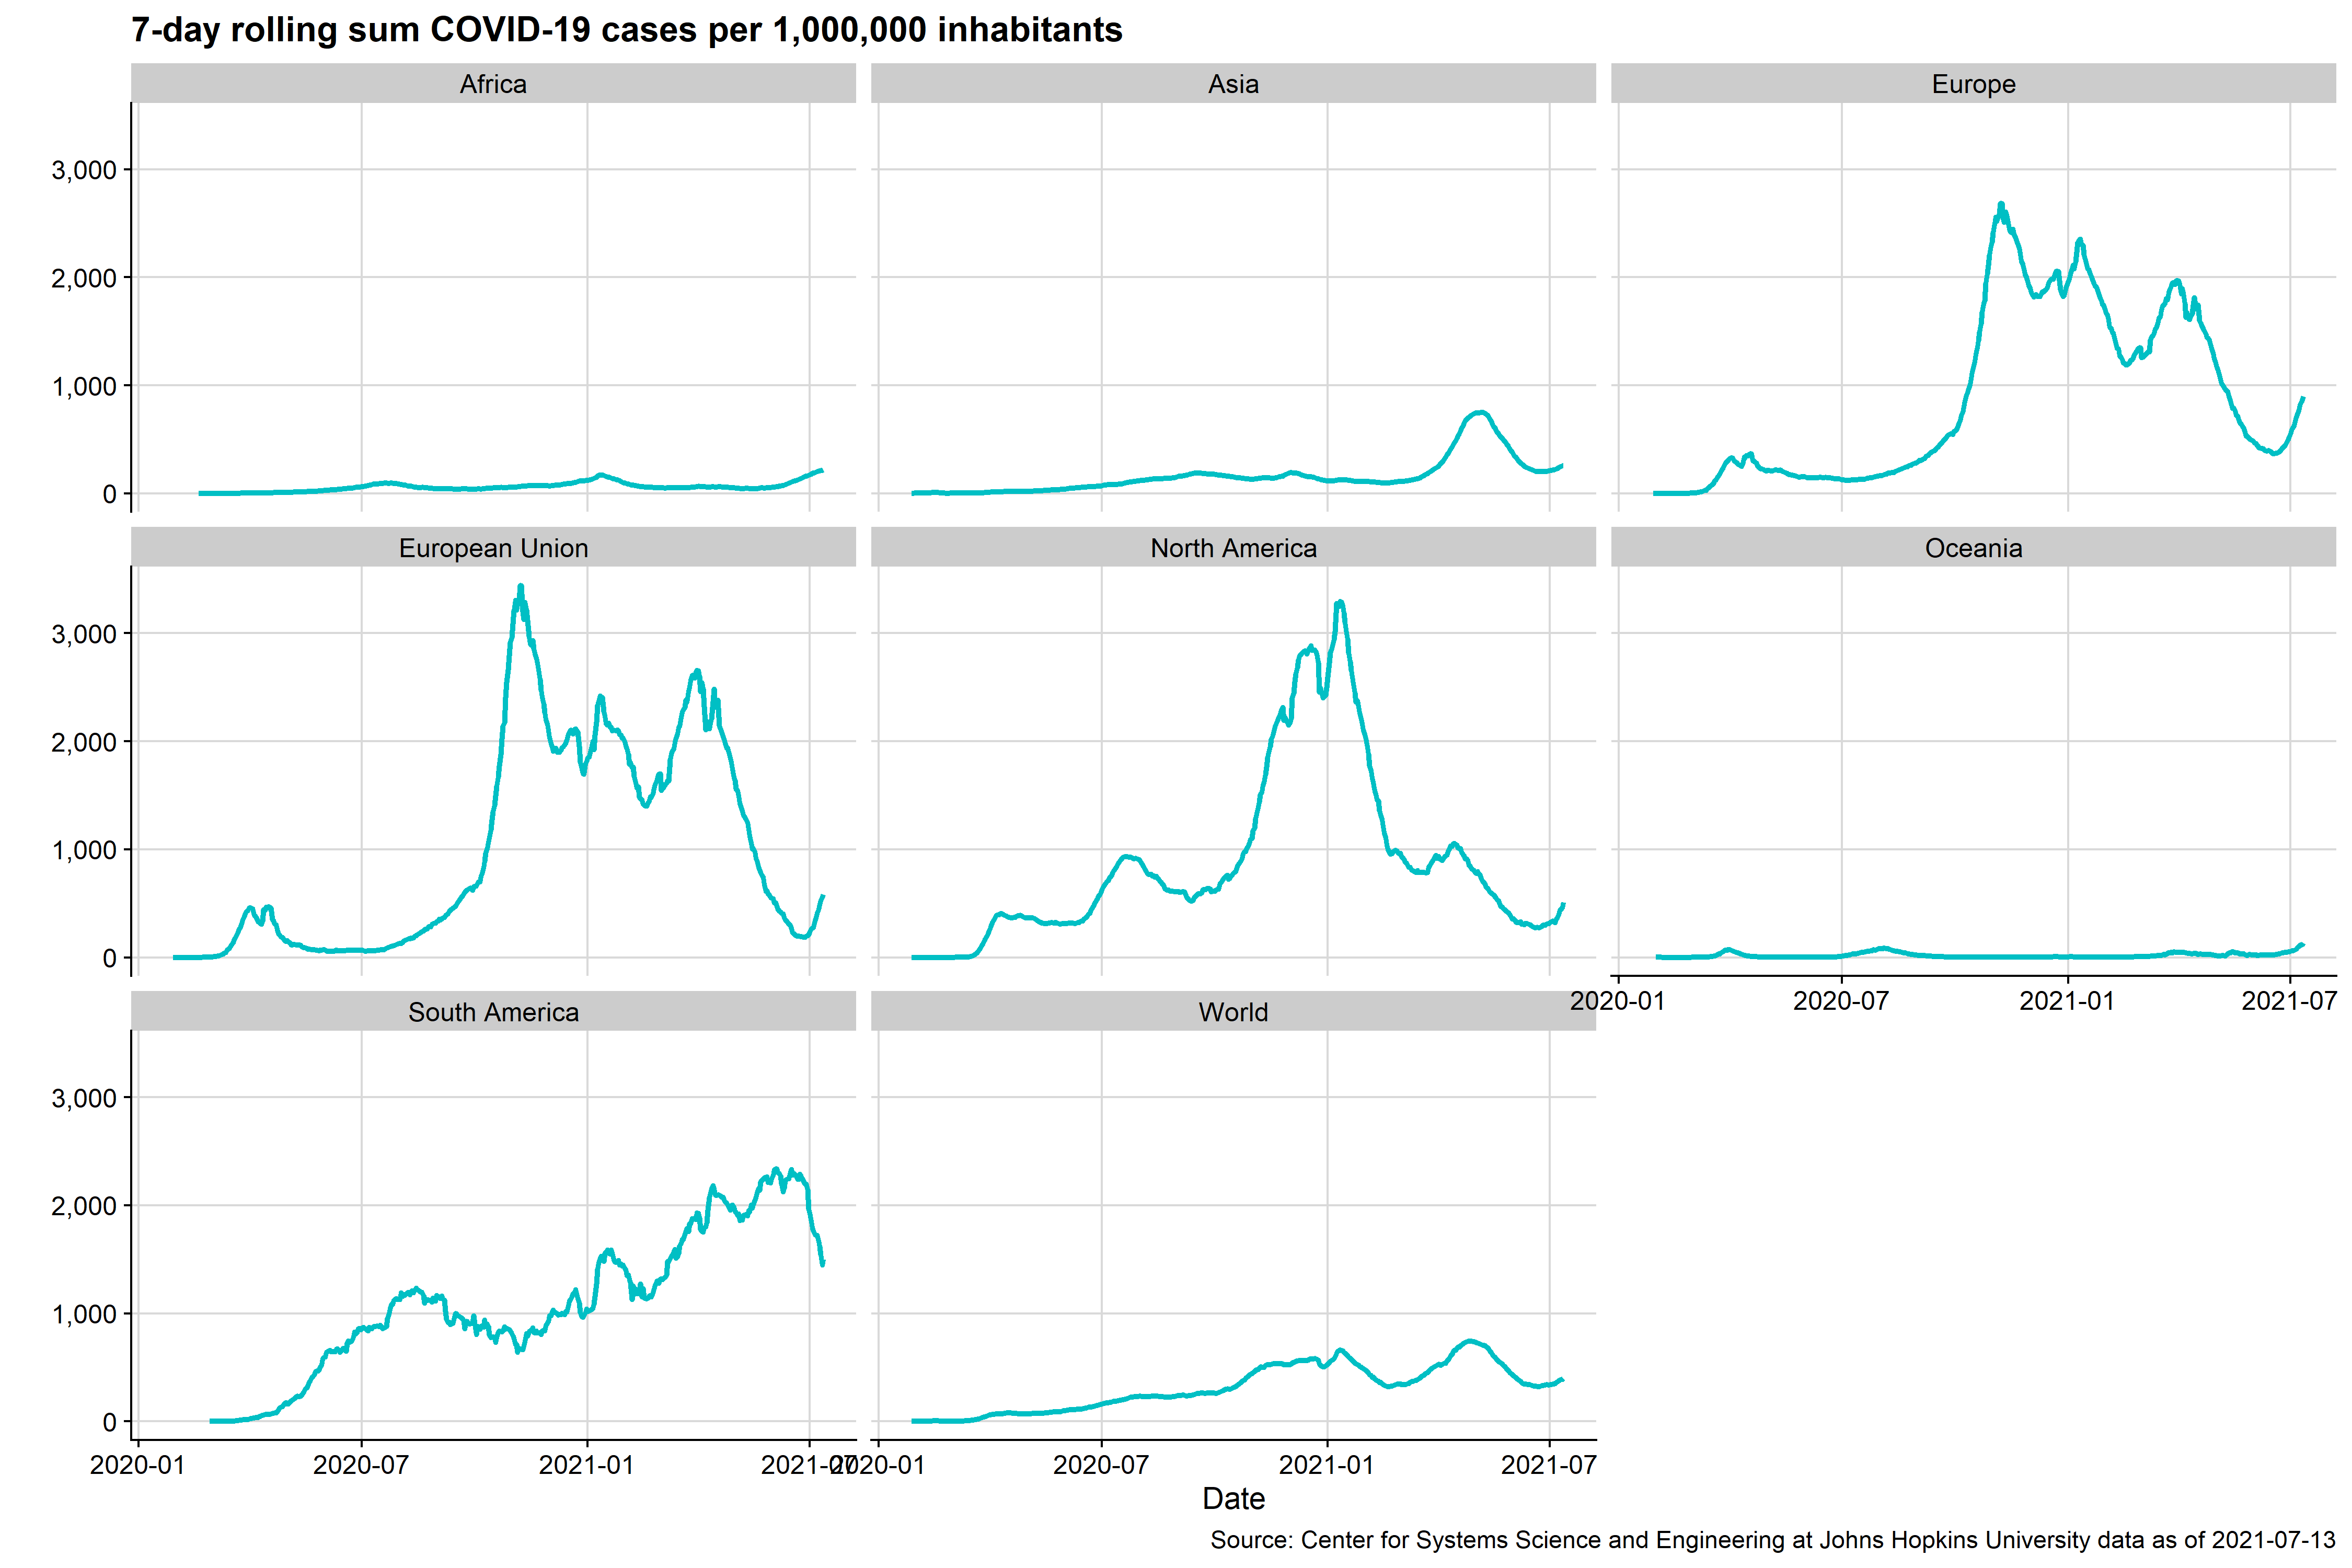 7-day rolling sum COVID-19 cases per 1,000,000 inhabitants
Africa
Asia
Europe
3,000
2,000
1,000
0
European Union
North America
Oceania
3,000
2,000
1,000
0
2020-01
2020-07
2021-01
2021-07
South America
World
3,000
2,000
1,000
0
2020-01
2020-07
2021-01
2021-07
2020-01
2020-07
2021-01
2021-07
Date
Source: Center for Systems Science and Engineering at Johns Hopkins University data as of 2021-07-13